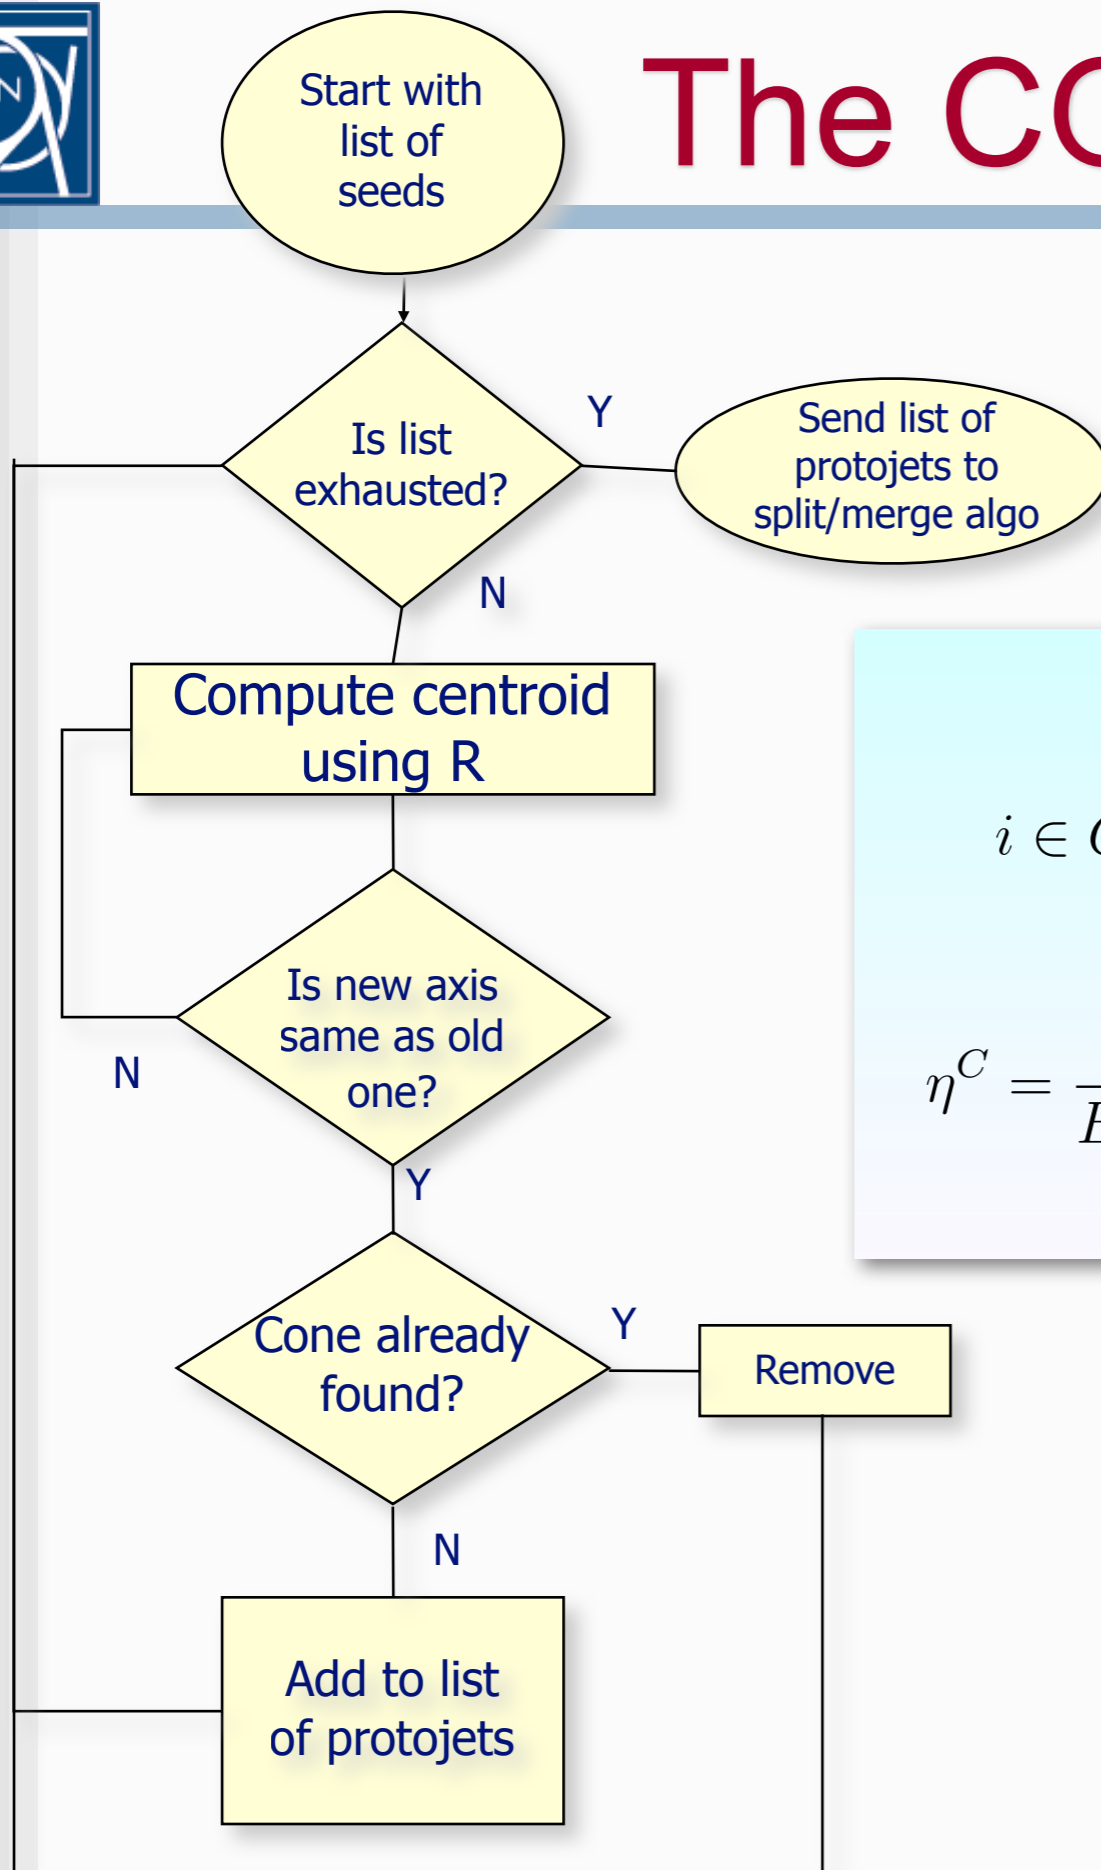 N
The CO
Start with
list of
seeds
Is list
exhausted?
Y
Send list of
protojets to
split/merge algo
N
Compute centroid
using R
i ∈ C
Is new axis
same as old
one?
N
η^C =
Y
Cone already
found?
Y
Remove
N
Add to list
of protojets